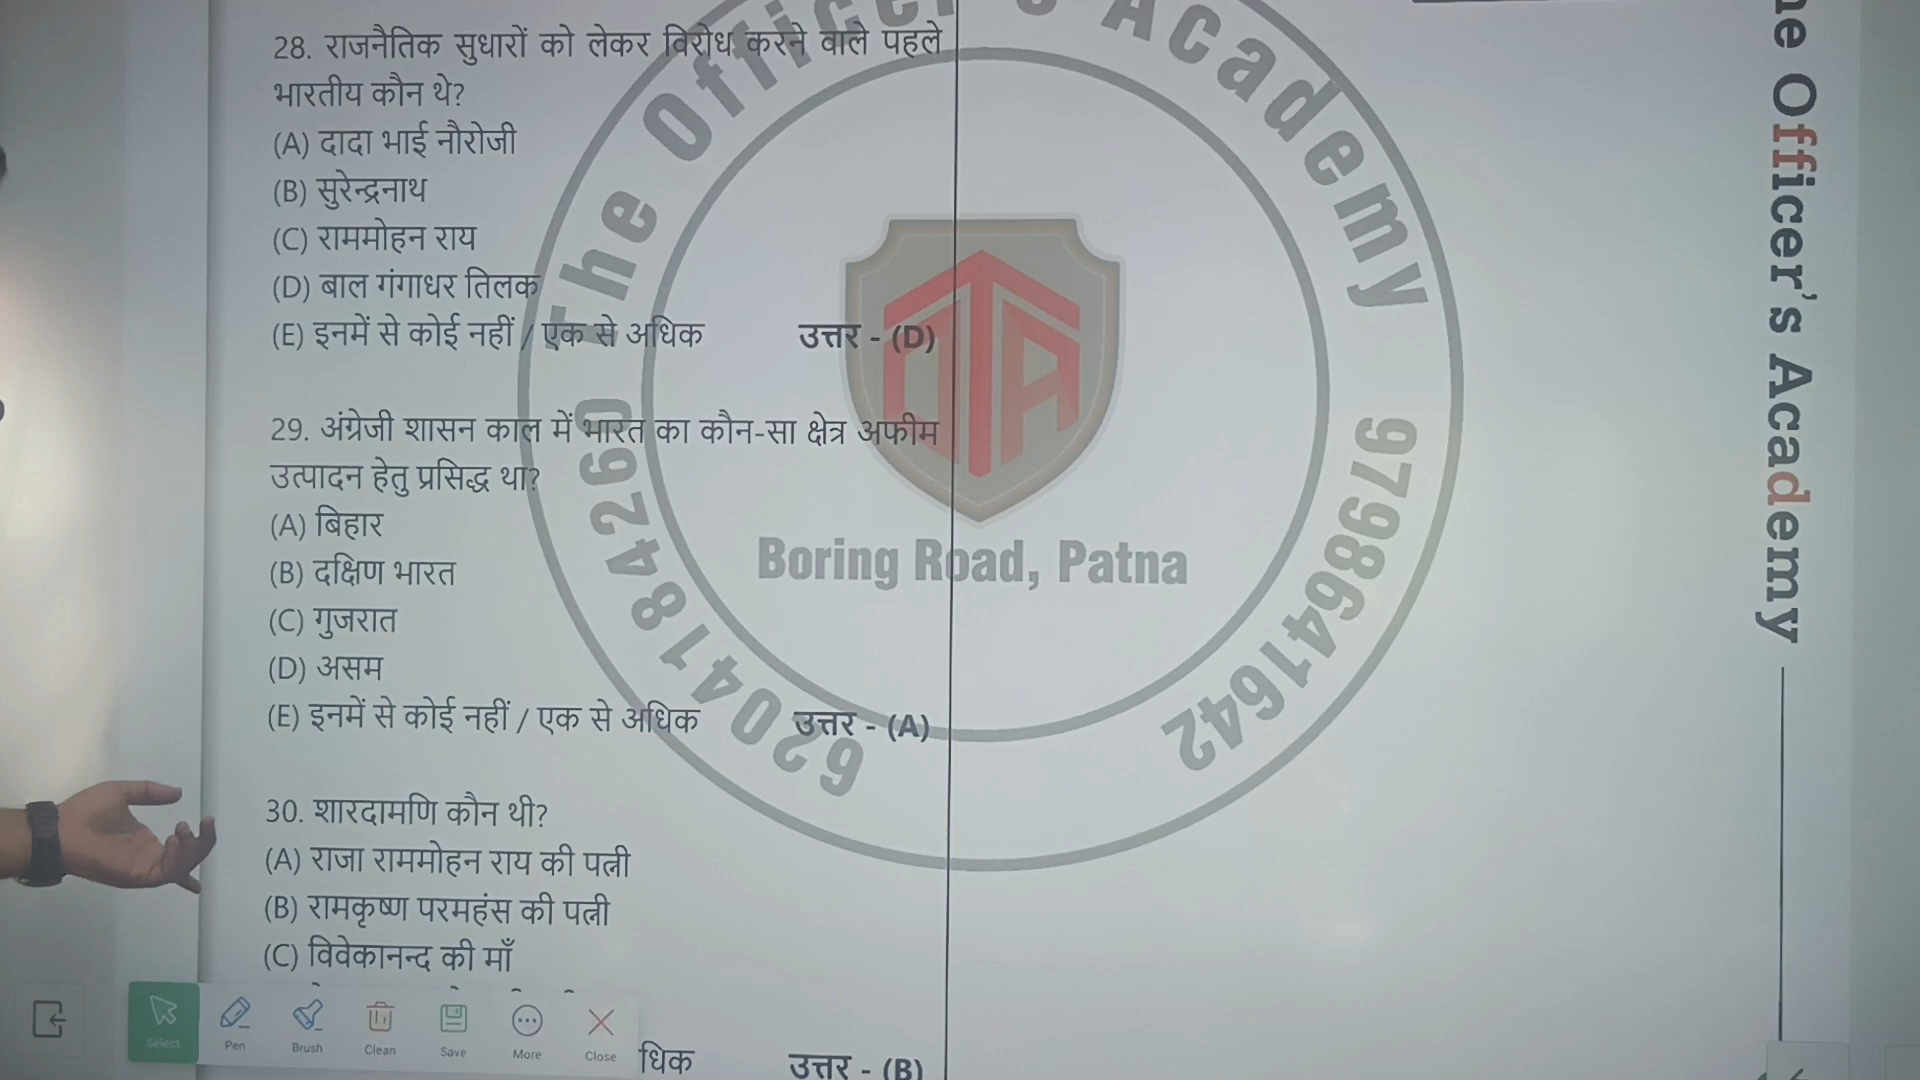 28. राजनैतिक सुधारों को लेकर विरोध करने वाले पहले
भारतीय कौन थे?
(A) दादा भाई नौरोजी
(B) सुरेन्द्रनाथ
(C) राममोहन राय
(D) बाल गंगाधर तिलक
(E) इनमें से कोई नहीं / एक से अधिक उत्तर - (D)
29. अंग्रेजी शासन काल में भारत का कौन-सा क्षेत्र अफीम
उत्पादन हेतु प्रसिद्ध था?
(A) बिहार
(B) दक्षिण भारत
(C) गुजरात
(D) असम
(E) इनमें से कोई नहीं / एक से अधिक उत्तर - (A)
30. शारदामणि कौन थी?
(A) राजा राममोहन राय की पत्नी
(B) रामकृष्ण परमहंस की पत्नी
(C) विवेकानन्द की माँ
धिक उत्तर - (B)
The Officer's Academy
Boring Road, Patna
6204184260 9798641642
he Officer's Academy
Select
Pen
Brush
Clean
Save
More
Close